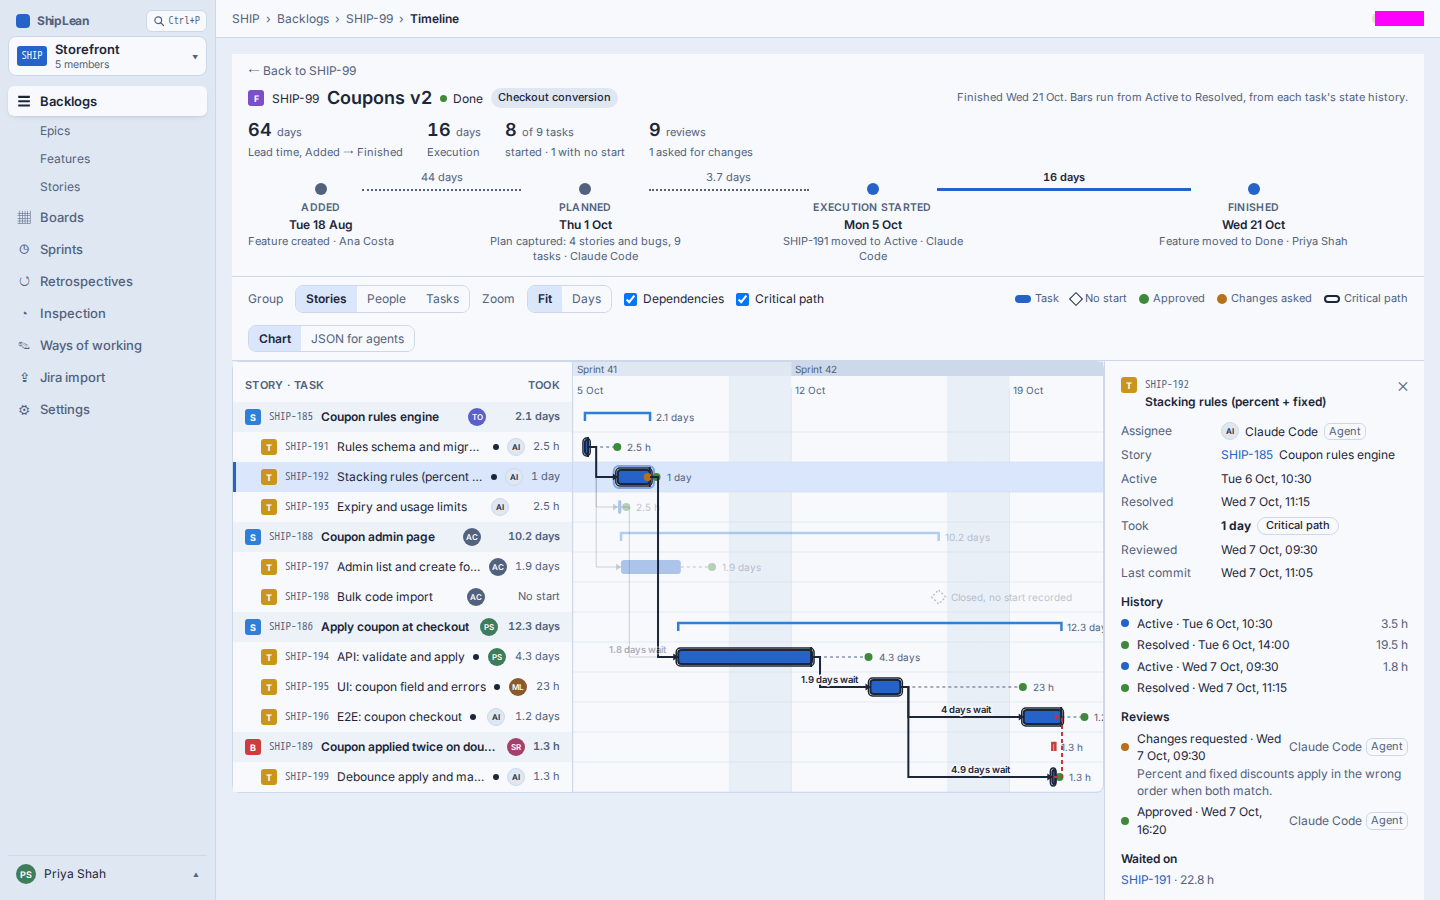 ShipLean
Ctrl+P
SHIP
Storefront
5 members
Backlogs
Epics
Features
Stories
Boards
Sprints
Retrospectives
Inspection
Ways of working
Jira import
Settings
PS Priya Shah
SHIP › Backlogs › SHIP-99 › Timeline
← Back to SHIP-99
F SHIP-99 Coupons v2 Done Checkout conversion
Finished Wed 21 Oct. Bars run from Active to Resolved, from each task's state history.
64 days
Lead time, Added → Finished
16 days
Execution
8 of 9 tasks
started · 1 with no start
9 reviews
1 asked for changes
44 days
3.7 days
16 days
ADDED
Tue 18 Aug
Feature created · Ana Costa
PLANNED
Thu 1 Oct
Plan captured: 4 stories and bugs, 9
tasks · Claude Code
EXECUTION STARTED
Mon 5 Oct
SHIP-191 moved to Active · Claude
Code
FINISHED
Wed 21 Oct
Feature moved to Done · Priya Shah
Group Stories People Tasks Zoom Fit Days Dependencies Critical path
Task No start Approved Changes asked Critical path
Chart JSON for agents
STORY · TASK TOOK
Sprint 41 Sprint 42
5 Oct 12 Oct 19 Oct
S SHIP-185 Coupon rules engine TO 2.1 days
2.1 days
T SHIP-191 Rules schema and migr... AI 2.5 h
2.5 h
T SHIP-192 Stacking rules (percent ... AI 1 day
1 day
T SHIP-193 Expiry and usage limits AI 2.5 h
2.5 h
S SHIP-188 Coupon admin page AC 10.2 days
10.2 days
T SHIP-197 Admin list and create fo... AC 1.9 days
1.9 days
T SHIP-198 Bulk code import AC No start
Closed, no start recorded
S SHIP-186 Apply coupon at checkout PS 12.3 days
12.3 day
T SHIP-194 API: validate and apply PS 4.3 days
1.8 days wait
4.3 days
T SHIP-195 UI: coupon field and errors ML 23 h
1.9 days wait
23 h
T SHIP-196 E2E: coupon checkout AI 1.2 days
4 days wait
1.2
B SHIP-189 Coupon applied twice on dou... SR 1.3 h
1.3 h
T SHIP-199 Debounce apply and ma... AI 1.3 h
4.9 days wait
1.3 h
T SHIP-192
Stacking rules (percent + fixed)
Assignee AI Claude Code Agent
Story SHIP-185 Coupon rules engine
Active Tue 6 Oct, 10:30
Resolved Wed 7 Oct, 11:15
Took 1 day Critical path
Reviewed Wed 7 Oct, 09:30
Last commit Wed 7 Oct, 11:05
History
Active · Tue 6 Oct, 10:30 3.5 h
Resolved · Tue 6 Oct, 14:00 19.5 h
Active · Wed 7 Oct, 09:30 1.8 h
Resolved · Wed 7 Oct, 11:15
Reviews
Changes requested · Wed
7 Oct, 09:30
Claude Code Agent
Percent and fixed discounts apply in the wrong
order when both match.
Approved · Wed 7 Oct,
16:20
Claude Code Agent
Waited on
SHIP-191 · 22.8 h